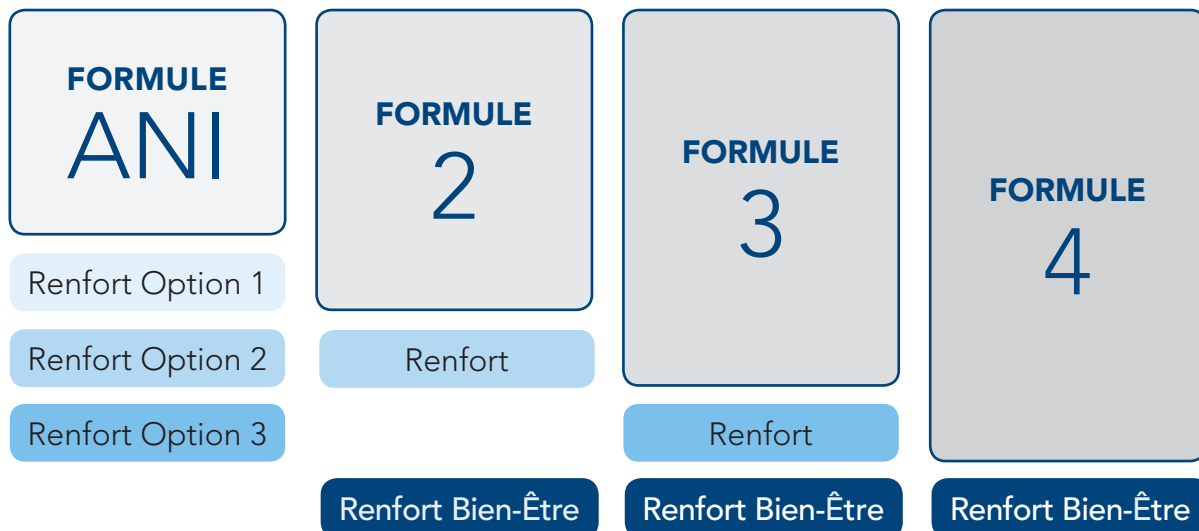 FORMULE
ANI
Renfort Option 1
Renfort Option 2
Renfort Option 3
FORMULE
2
Renfort
Renfort Bien-Être
FORMULE
3
Renfort
Renfort Bien-Être
FORMULE
4
Renfort Bien-Être